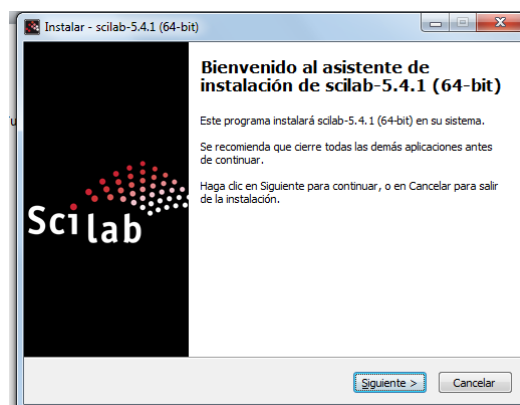 Instalar - scilab-5.4.1 (64-bit)
Bienvenido al asistente de
instalación de scilab-5.4.1 (64-bit)
Este programa instalará scilab-5.4.1 (64-bit) en su sistema.
Se recomienda que cierre todas las demás aplicaciones antes
de continuar.
Haga clic en Siguiente para continuar, o en Cancelar para salir
de la instalación.
Scilab
Siguiente >
Cancelar